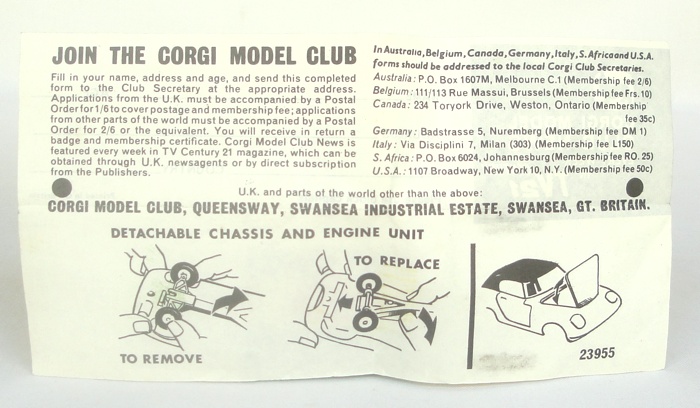 JOIN THE CORGI MODEL CLUB
Fill in your name, address and age, and send this completed
form to the Club Secretary at the appropriate address.
Applications from the U.K. must be accompanied by a Postal
Order for 1/6 to cover postage and membership fee; applications
from other parts of the world must be accompanied by a Postal
Order for 2/6 or the equivalent. You will receive in return a
badge and membership certificate. Corgi Model Club News is
featured every week in TV Century 21 magazine, which can be
obtained through U.K. newsagents or by direct subscription
from the Publishers.
In Australia, Belgium, Canada, Germany, Italy, S. Africa and U.S.A.
forms should be addressed to the local Corgi Club Secretaries.
Australia: P.O. Box 1607M, Melbourne C.1 (Membership fee 2/6)
Belgium: 111/113 Rue Massui, Brussels (Membership fee Frs. 10)
Canada: 234 Toryork Drive, Weston, Ontario (Membership
fee 35c)
Germany: Badstrasse 5, Nuremberg (Membership fee DM 1)
Italy: Via Disciplini 7, Milan (303) (Membership fee L150)
S. Africa: P.O. Box 6024, Johannesburg (Membership fee RO. 25)
U.S.A.: 1107 Broadway, New York 10, N.Y. (Membership fee 50c)
U.K. and parts of the world other than the above:
CORGI MODEL CLUB, QUEENSWAY, SWANSEA INDUSTRIAL ESTATE, SWANSEA, GT. BRITAIN.
DETACHABLE CHASSIS AND ENGINE UNIT
TO REPLACE
TO REMOVE
23955